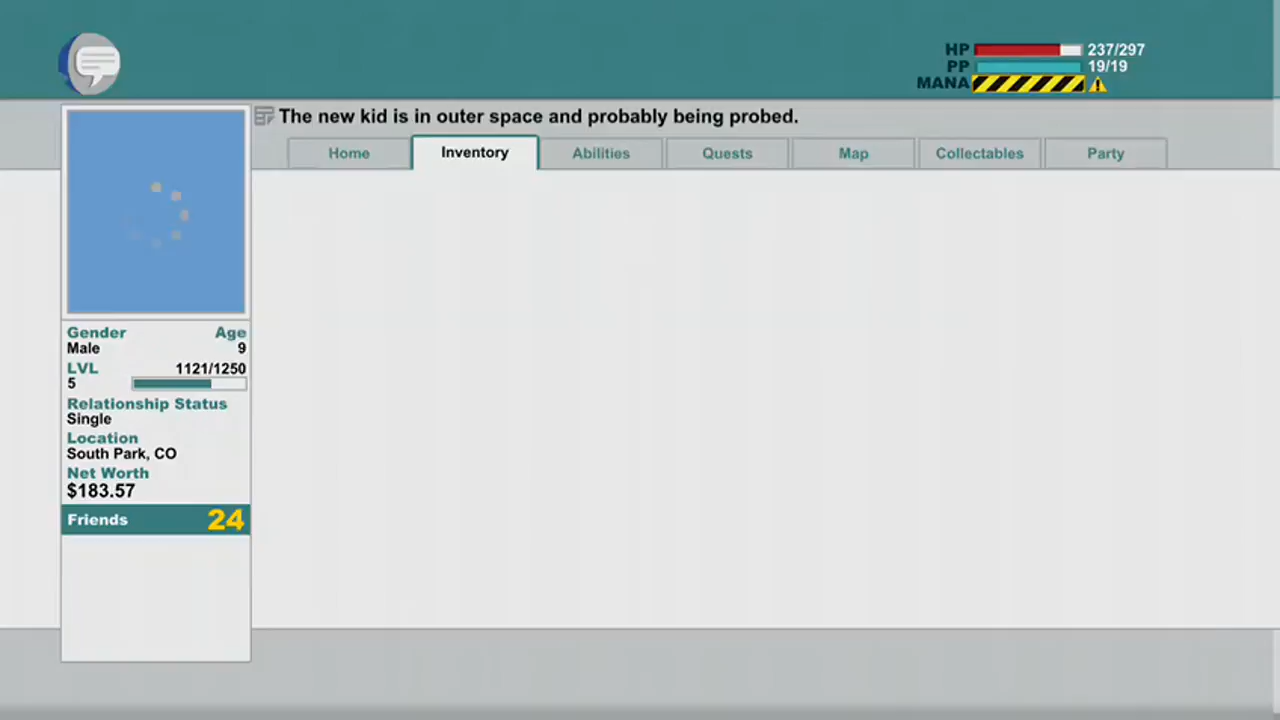 HP 237/297
PP 19/19
MANA
The new kid is in outer space and probably being probed.
Home Inventory Abilities Quests Map Collectables Party
Gender Age
Male 9
LVL 1121/1250
5
Relationship Status
Single
Location
South Park, CO
Net Worth
$183.57
Friends 24